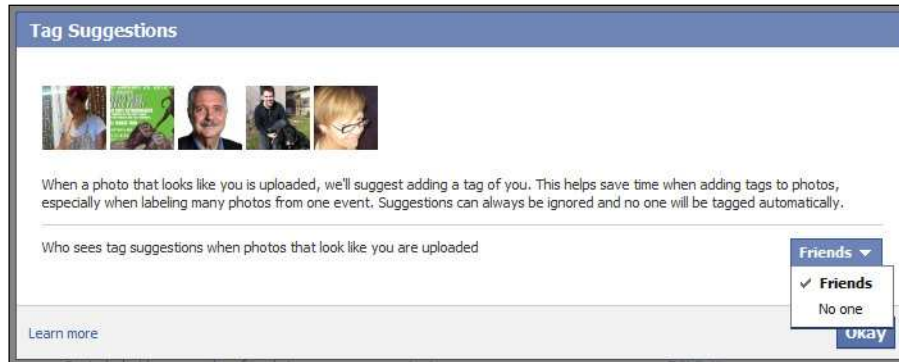 Tag Suggestions
When a photo that looks like you is uploaded, we'll suggest adding a tag of you. This helps save time when adding tags to photos,
especially when labeling many photos from one event. Suggestions can always be ignored and no one will be tagged automatically.
Who sees tag suggestions when photos that look like you are uploaded
Friends
Friends
No one
Learn more
Okay